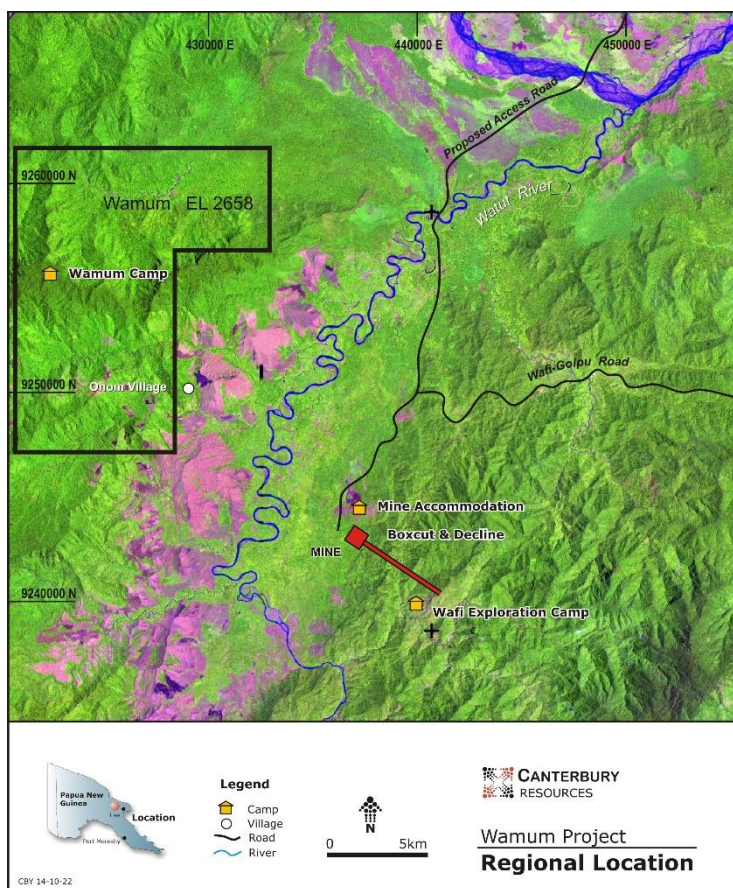 430000 E
440000 E
450000 E
Proposed Access Road
9260000 N
Wamum EL 2658
Watut River
Wamum Camp
Wafi-Golpu Road
Onom Village
9250000 N
Mine Accommodation
Boxcut & Decline
MINE
9240000 N
Wafi Exploration Camp
Papua New
Guinea
Lae
Location
Port Moresby
Legend
Camp
Village
Road
River
N
0
5km
CANTERBURY
RESOURCES
Wamum Project
Regional Location
CBY 14-10-22